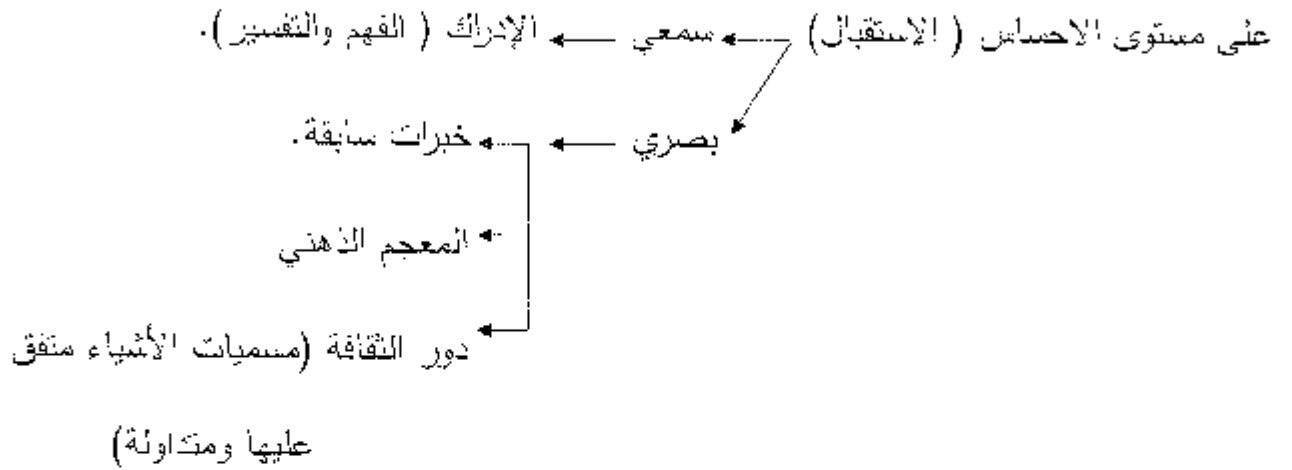 على مستوى الاحساس ( الاستقبال) سمعي الإدراك ( الفهم والتفسير).
بصري خبرات سابقة.
المعجم الذهني
دور الثقافة (مسميات الأشياء متفق
عليها ومتداولة)